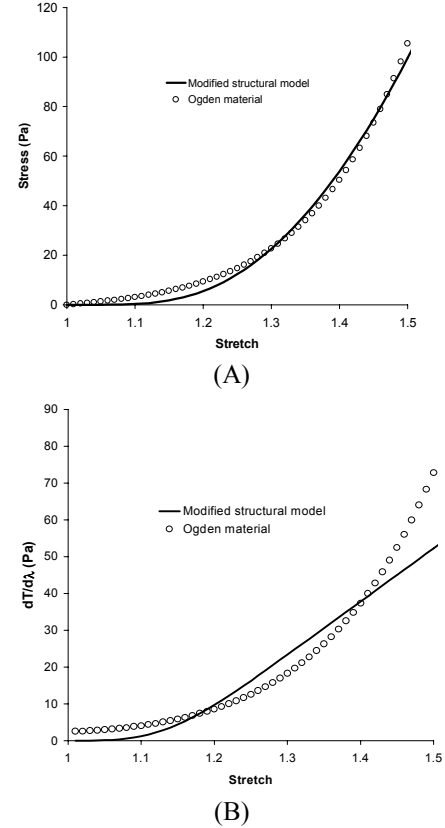 120
100
80
60
40
20
0
Stress (Pa)
Modified structural model
Ogden material
1 1.1 1.2 1.3 1.4 1.5
Stretch
(A)
90
80
70
60
50
40
30
20
10
0
dT/dλ (Pa)
Modified structural model
Ogden material
1 1.1 1.2 1.3 1.4 1.5
Stretch
(B)